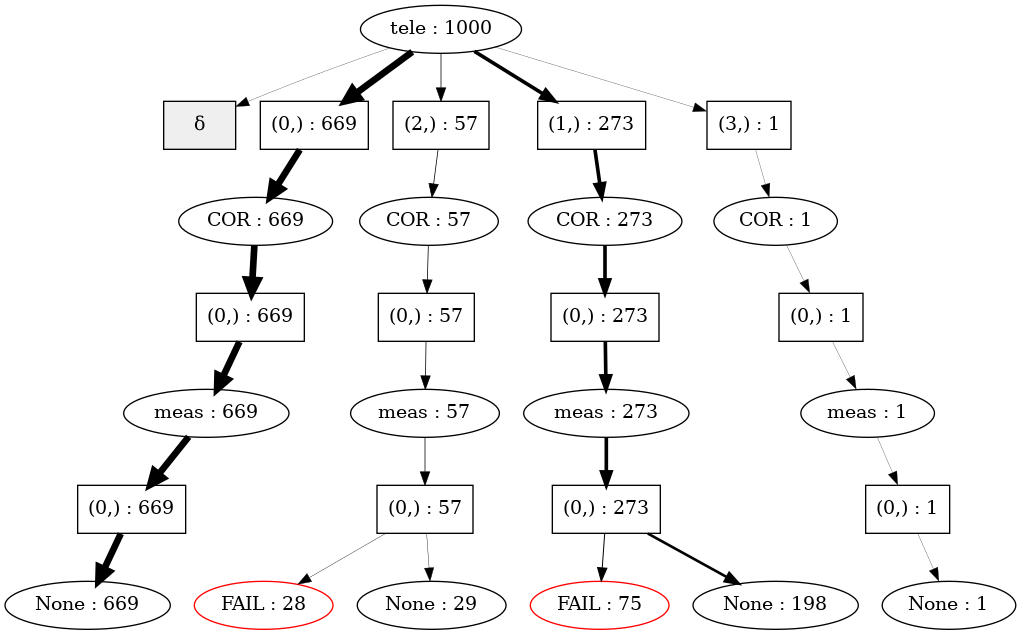 tele : 1000
δ
(0,) : 669
(2,) : 57
(1,) : 273
(3,) : 1
COR : 669
COR : 57
COR : 273
COR : 1
(0,) : 669
(0,) : 57
(0,) : 273
(0,) : 1
meas : 669
meas : 57
meas : 273
meas : 1
(0,) : 669
(0,) : 57
(0,) : 273
(0,) : 1
None : 669
FAIL : 28
None : 29
FAIL : 75
None : 198
None : 1